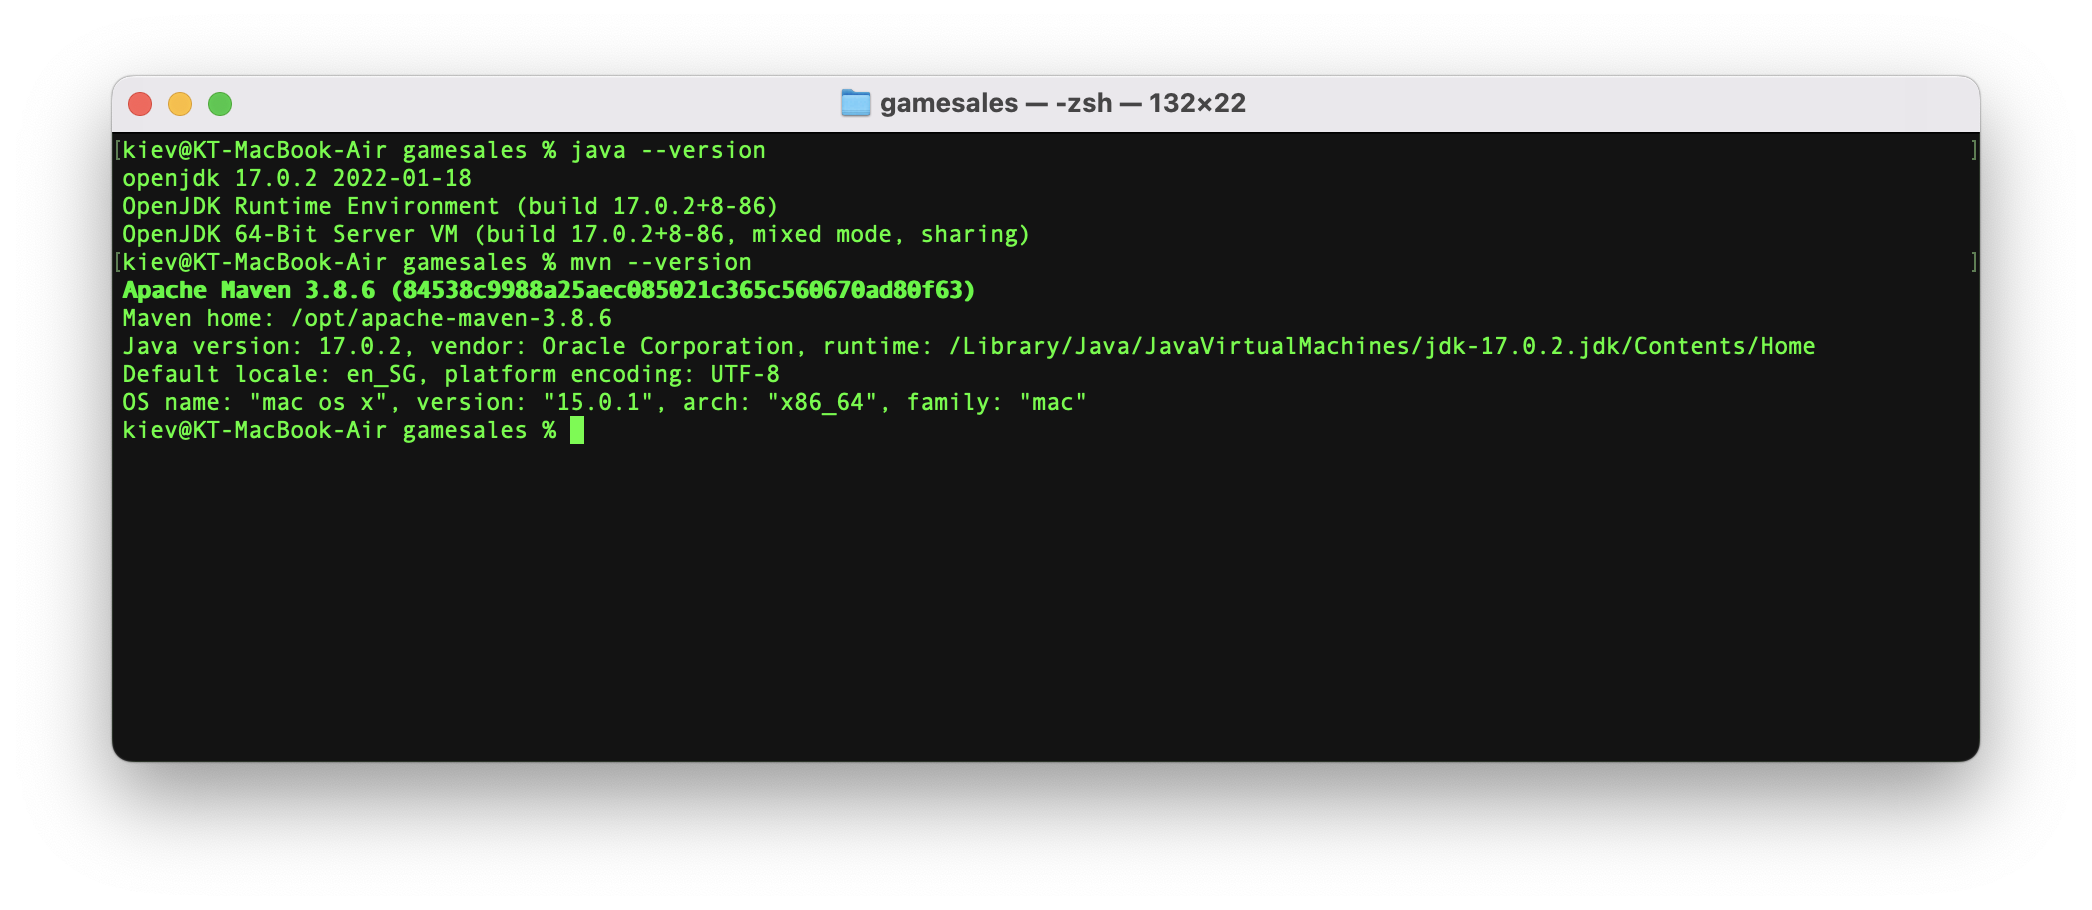 gamesales — -zsh — 132×22
[kiev@KT-MacBook-Air gamesales % java --version ]
openjdk 17.0.2 2022-01-18
OpenJDK Runtime Environment (build 17.0.2+8-86)
OpenJDK 64-Bit Server VM (build 17.0.2+8-86, mixed mode, sharing)
[kiev@KT-MacBook-Air gamesales % mvn --version ]
Apache Maven 3.8.6 (84538c9988a25aec085021c365c560670ad80f63)
Maven home: /opt/apache-maven-3.8.6
Java version: 17.0.2, vendor: Oracle Corporation, runtime: /Library/Java/JavaVirtualMachines/jdk-17.0.2.jdk/Contents/Home
Default locale: en_SG, platform encoding: UTF-8
OS name: "mac os x", version: "15.0.1", arch: "x86_64", family: "mac"
kiev@KT-MacBook-Air gamesales %